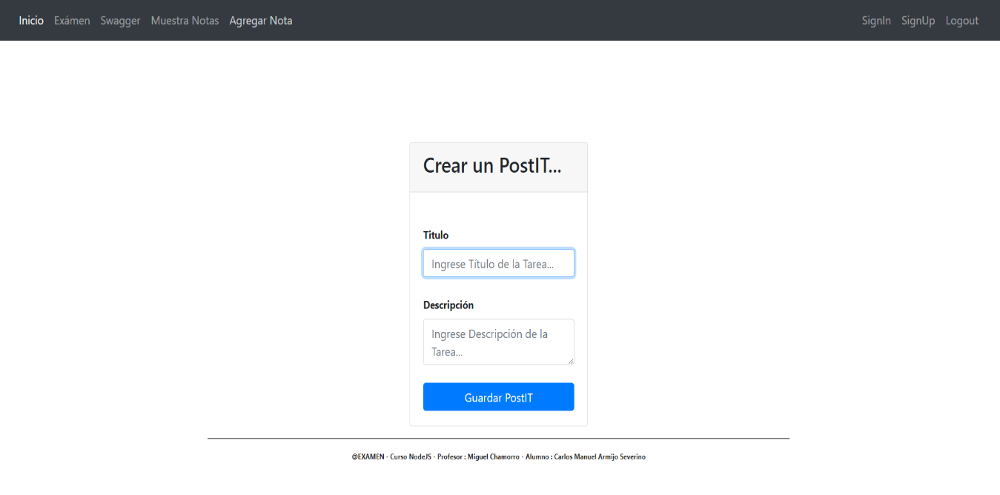 Inicio Exámen Swagger Muestra Notas Agregar Nota SignIn SignUp Logout
Crear un PostIT...
Titulo
Ingrese Título de la Tarea...
Descripción
Ingrese Descripción de la
Tarea...
Guardar PostIT
@EXAMEN - Curso NodeJS - Profesor : Miguel Chamorro - Alumno : Carlos Manuel Armijo Severino